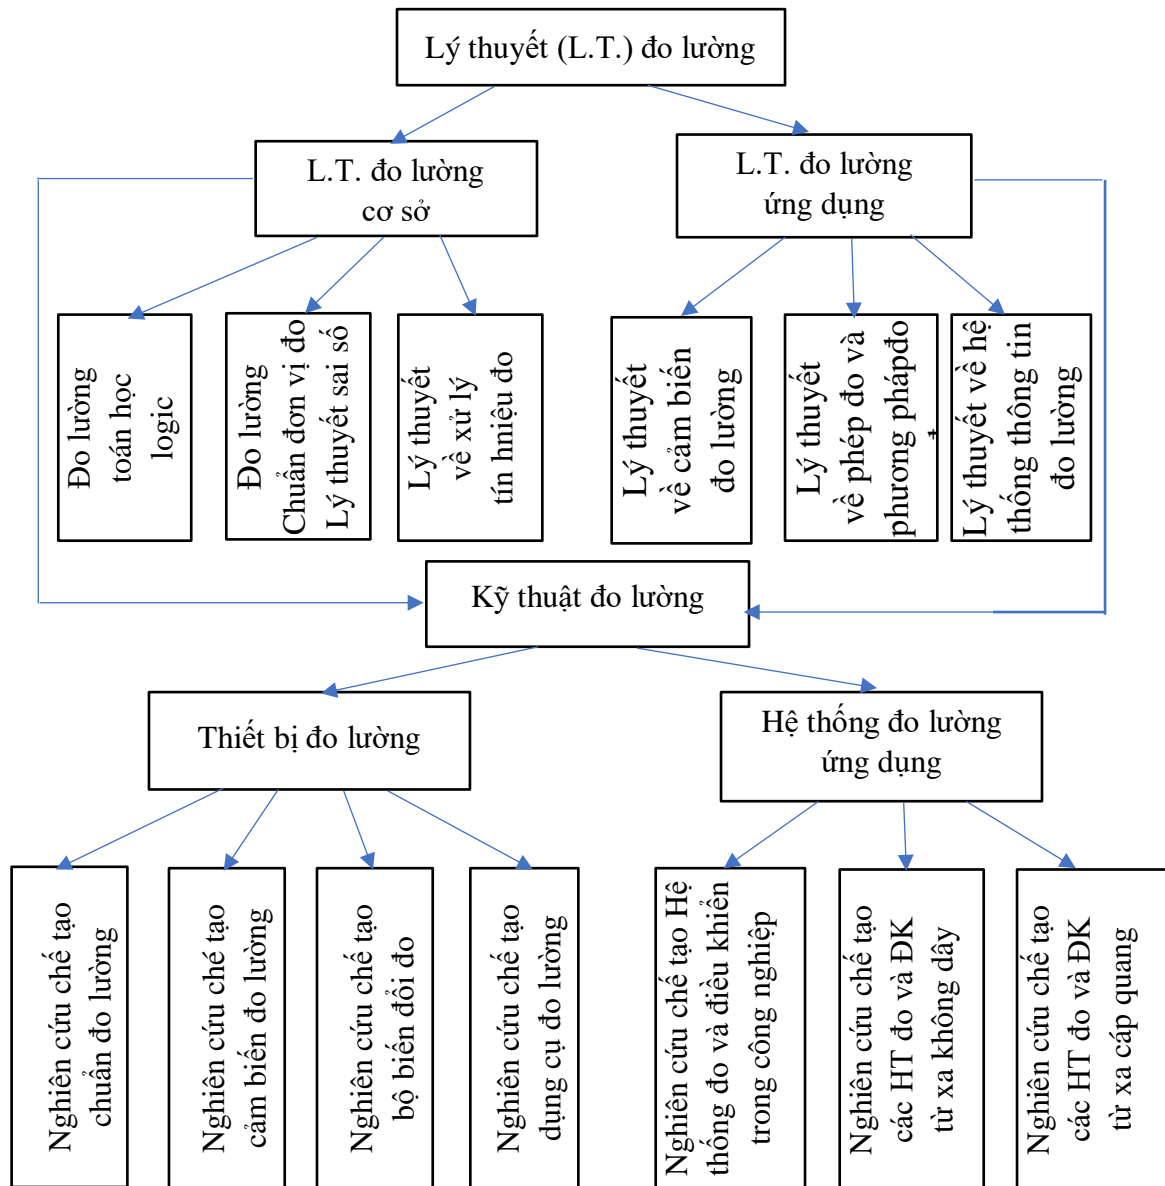 Lý thuyết (L.T.) đo lường
L.T. đo lường
cơ sở
L.T. đo lường
ứng dụng
Đo lường
toán học
logic
Đo lường
Chuẩn đơn vị đo
Lý thuyết sai số
Lý thuyết
về xử lý
tín hniệu đo
Lý thuyết
về cảm biến
đo lường
Lý thuyết
về phép đo và
phương phápđo
Lý thuyết về hệ
thống thông tin
đo lường
Kỹ thuật đo lường
Thiết bị đo lường
Hệ thống đo lường
ứng dụng
Nghiên cứu chế tạo
chuẩn đo lường
Nghiên cứu chế tạo
cảm biến đo lường
Nghiên cứu chế tạo
bộ biến đổi đo
Nghiên cứu chế tạo
dụng cụ đo lường
Nghiên cứu chế tạo Hệ
thống đo và điều khiển
trong công nghiệp
Nghiên cứu chế tạo
các HT đo và ĐK
từ xa không dây
Nghiên cứu chế tạo
các HT đo và ĐK
từ xa cáp quang